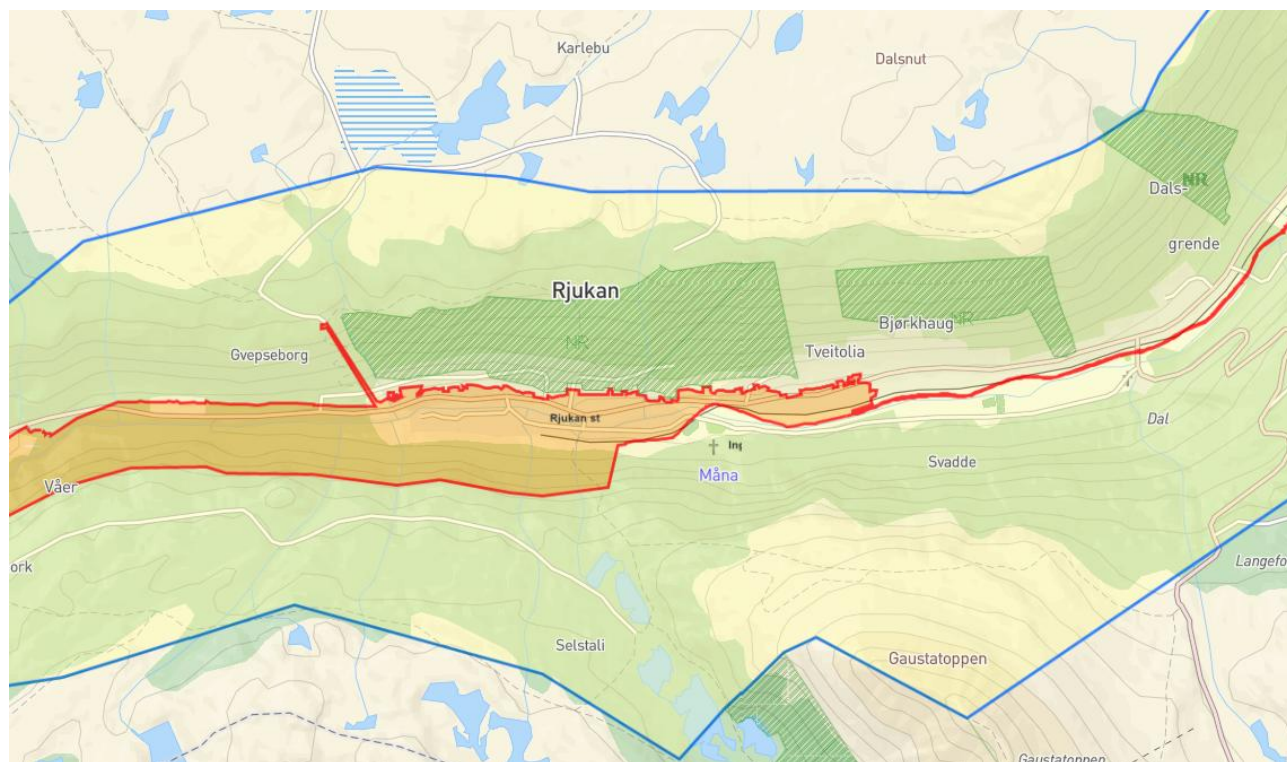 Karlebu
Dalsnut
NR
Dals-
grende
Rjukan
Bjørkhaug
NR
NR
Tveitolia
Gvepseborg
Rjukan st
Ing
Dal
Måna
Svadde
Våer
ork
Langefo
Selstali
Gaustatoppen
Gaustatoppen